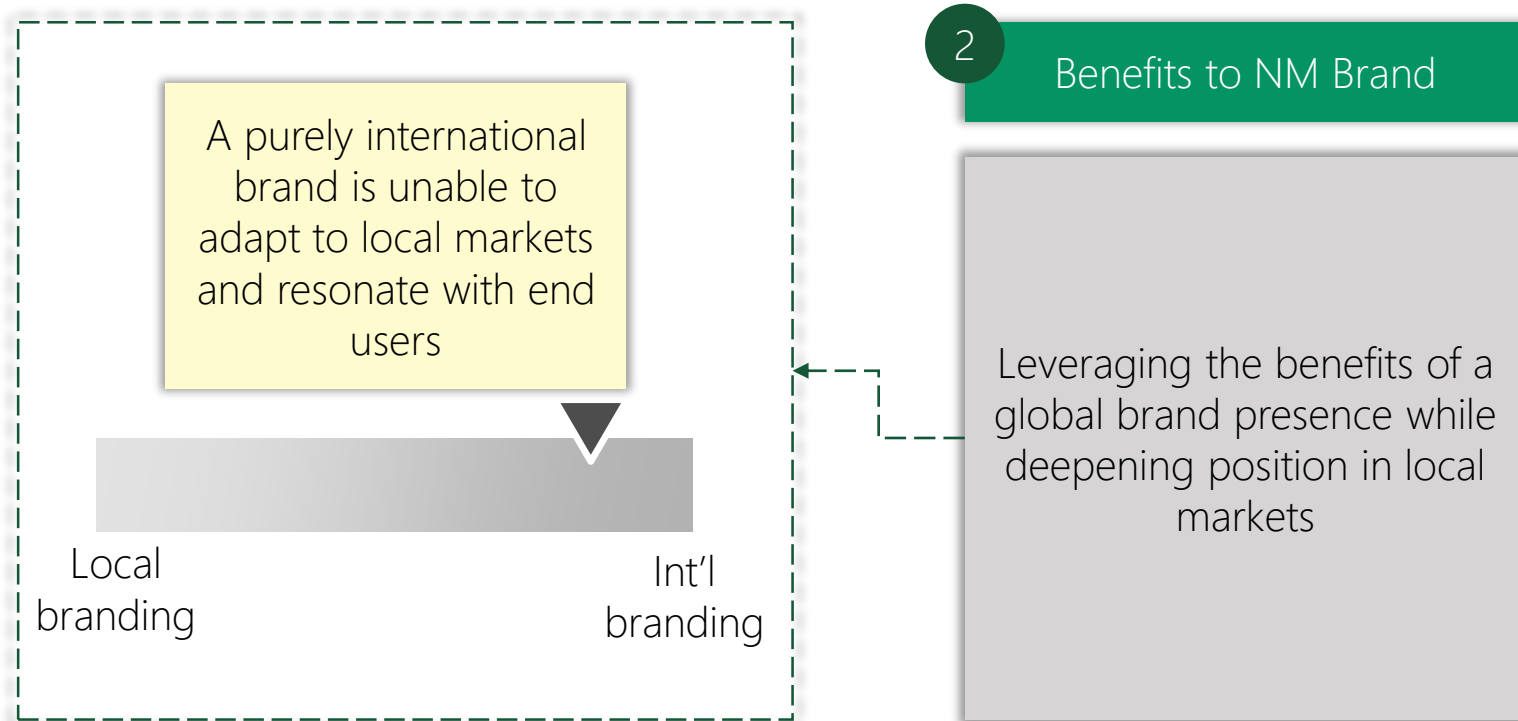 A purely international
brand is unable to
adapt to local markets
and resonate with end
users
Local
branding
Int'l
branding
2
Benefits to NM Brand
Leveraging the benefits of a
global brand presence while
deepening position in local
markets